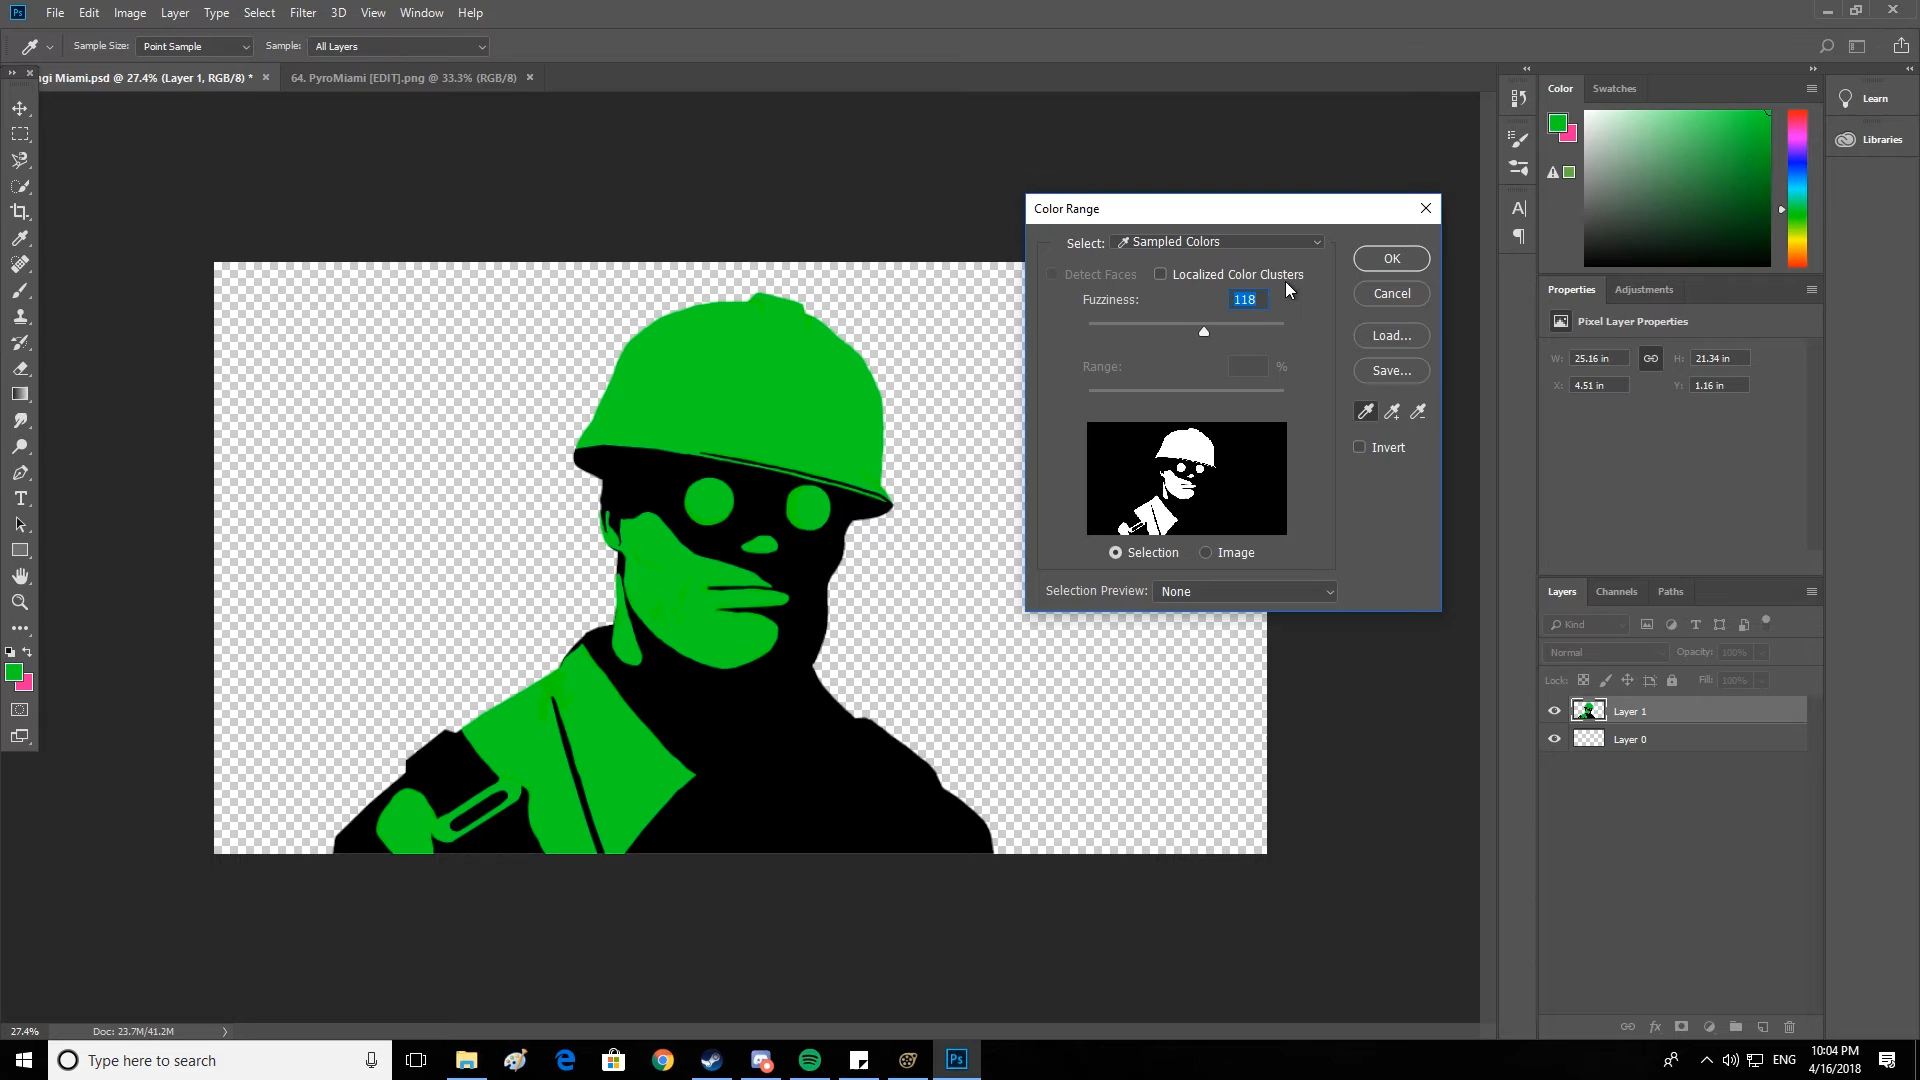 Ps File Edit Image Layer Type Select Filter 3D View Window Help
Sample Size: Point Sample Sample: All Layers
ngi Miami.psd @ 27.4% (Layer 1, RGB/8) * 64. PyroMiami [EDIT].png @ 33.3% (RGB/8)
Color Swatches
Learn
Libraries
Color Range
Select: Sampled Colors
Detect Faces Localized Color Clusters
Fuzziness: 118
Range: %
Selection Image
Selection Preview: None
OK
Cancel
Load...
Save...
Invert
Properties Adjustments
Pixel Layer Properties
W: 25.16 in H: 21.34 in
X: 4.51 in Y: 1.16 in
Layers Channels Paths
Kind
Normal Opacity: 100%
Lock: Fill: 100%
Layer 1
Layer 0
27.4% Doc: 23.7M/41.2M
Type here to search
Ps
ENG
10:04 PM
4/16/2018